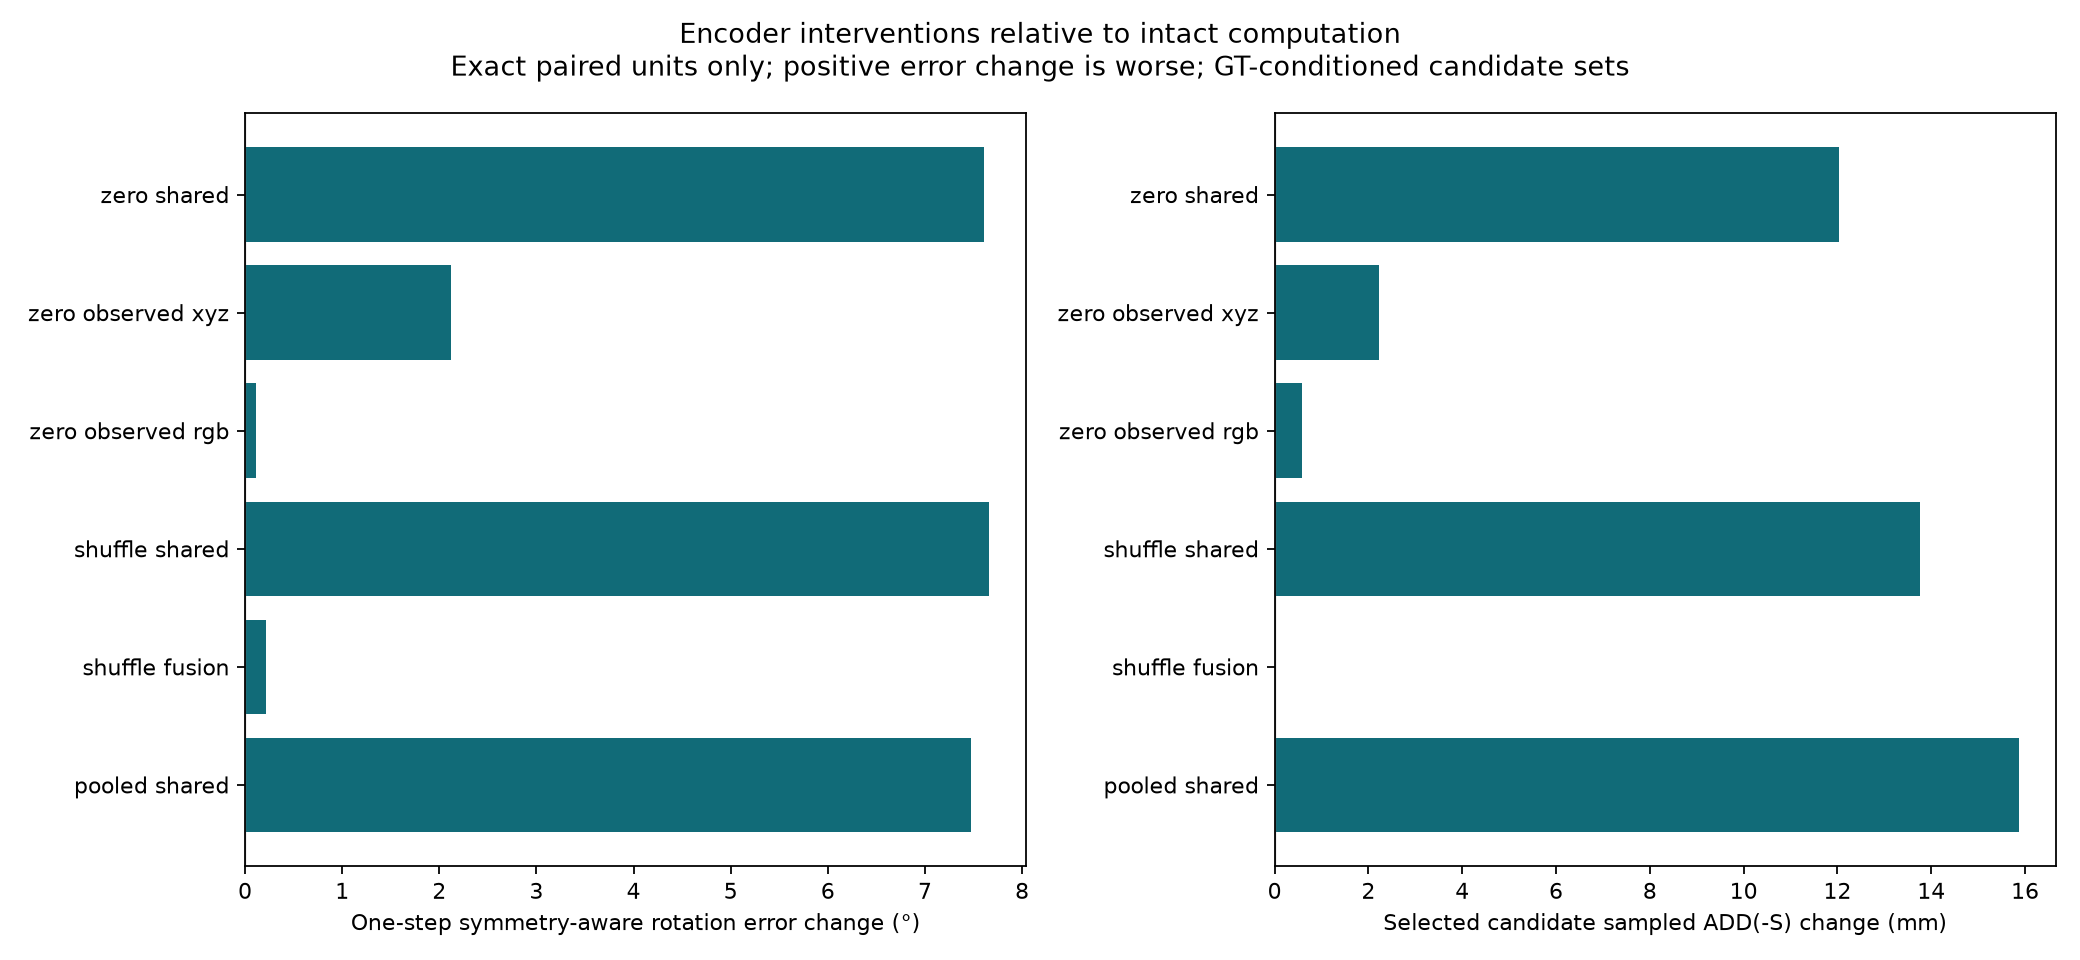 Encoder interventions relative to intact computation
Exact paired units only; positive error change is worse; GT-conditioned candidate sets
zero shared
zero observed xyz
zero observed rgb
shuffle shared
shuffle fusion
pooled shared
0 1 2 3 4 5 6 7 8
One-step symmetry-aware rotation error change (°)
zero shared
zero observed xyz
zero observed rgb
shuffle shared
shuffle fusion
pooled shared
0 2 4 6 8 10 12 14 16
Selected candidate sampled ADD(-S) change (mm)